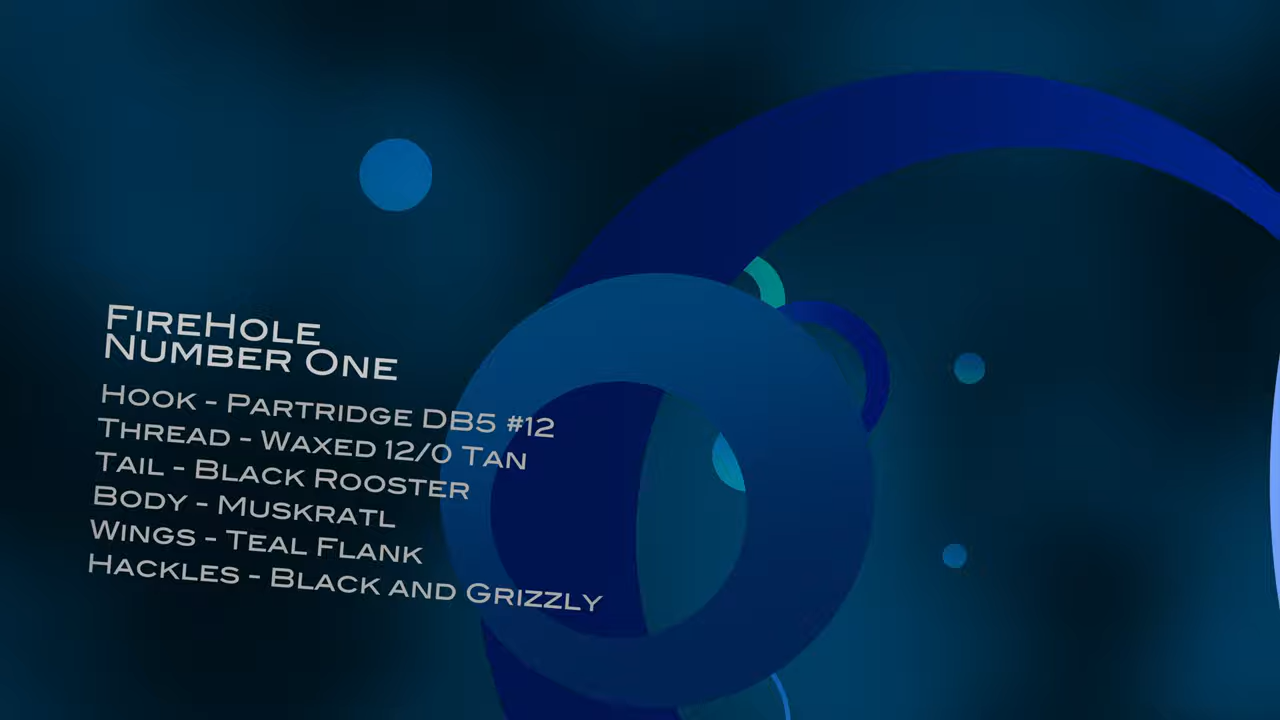 FireHole
Number One
Hook - Partridge DB5 #12
Thread - Waxed 12/0 Tan
Tail - Black Rooster
Body - Muskratl
Wings - Teal Flank
Hackles - Black and Grizzly